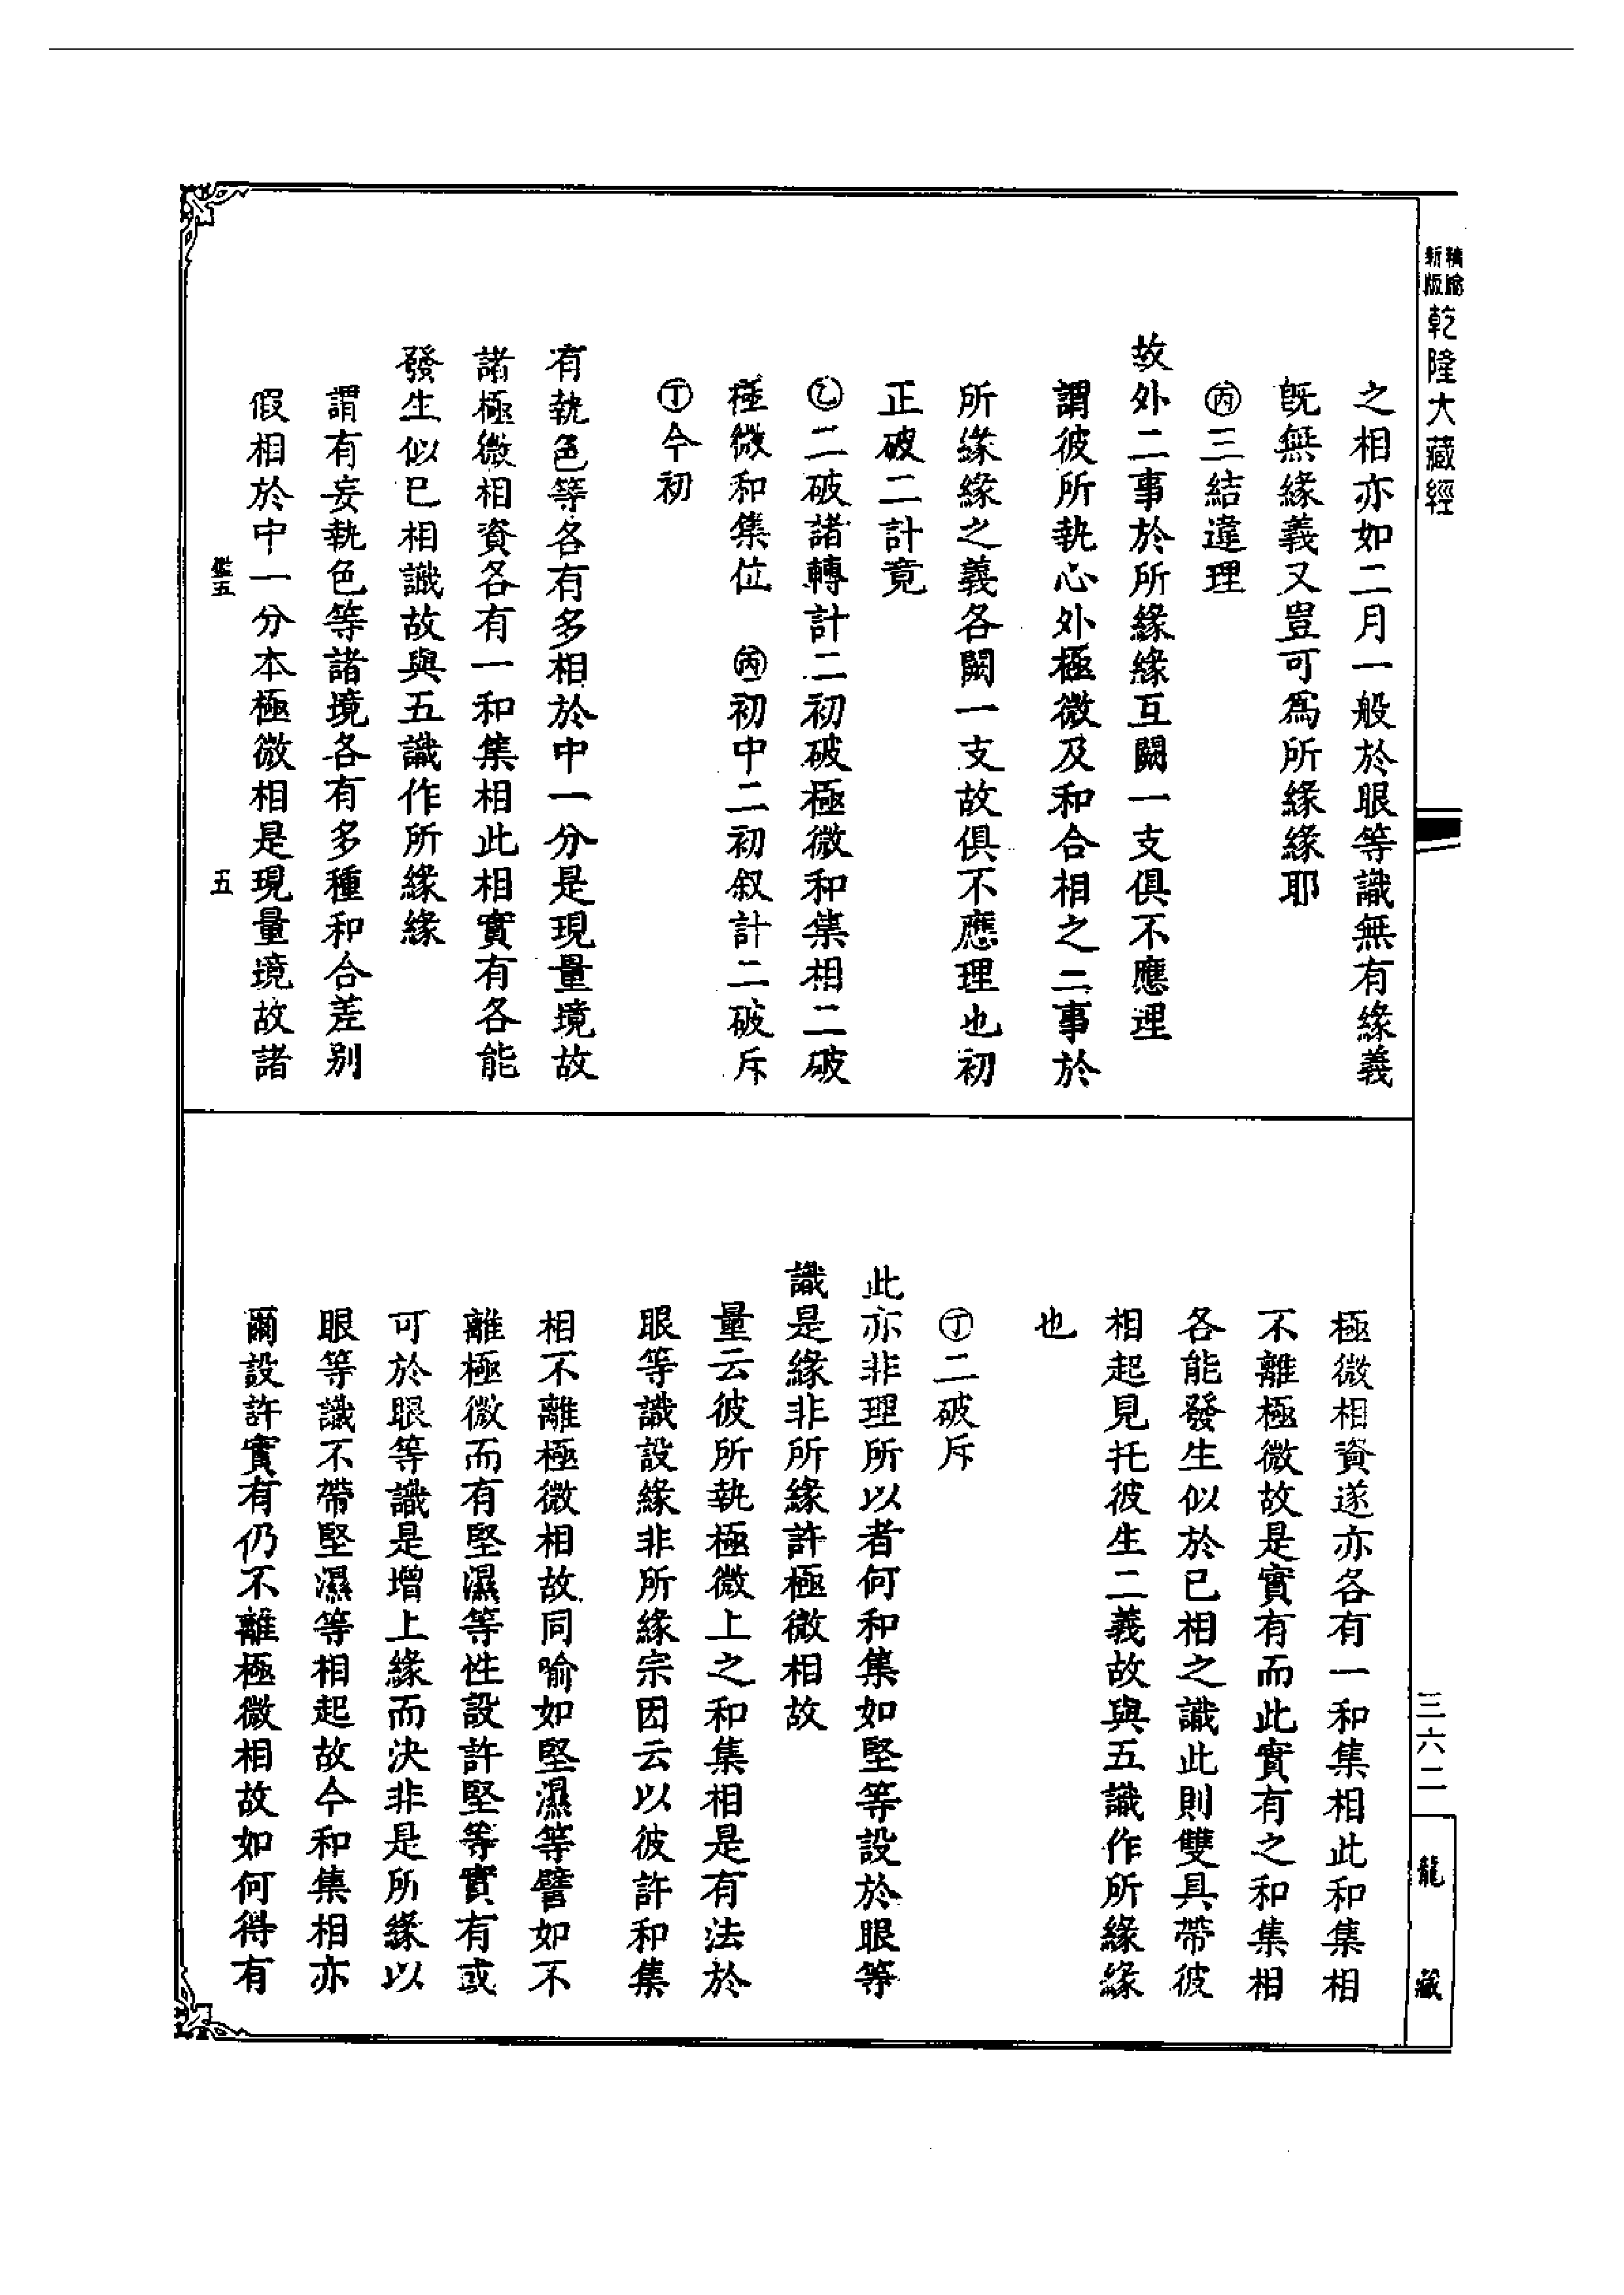 精縮
新版
乾隆大藏經
之相亦如二月一般於眼等識無有緣義
既無緣義又豈可爲所緣緣耶
㊛丙三結違理
故外二事於所緣緣互闕一支俱不應理
謂彼所執心外極微及和合相之二事於
所緣緣之義各闕一支故俱不應理也初
正破二計竟
乙二破諸轉計二初破極微和集相二破
極微和集位 丙初中二初叙計二破斥
丁今初
有執色等各有多相於中一分是現量境故
諸極微相資各有一和集相此相實有各能
發生似已相識故與五識作所緣緣
謂有妄執色等諸境各有多種和合差别
假相於中一分本極微相是現量境故諸
五
五
極微相資遂亦各有一和集相此和集相
不離極微故是實有而此實有之和集相
各能發生似於已相之識此則雙具帶彼
相起見托彼生二義故與五識作所緣緣
也
丁二破斥
此亦非理所以者何和集如堅等設於眼等
識是緣非所緣許極微相故
量云彼所執極微上之和集相是有法於
眼等識設緣非所緣宗因云以彼許和集
相不離極微相故同喻如堅濕等譬如不
離極微而有堅濕等性設許堅等實有或
可於眼等識是增上緣而決非是所緣以
眼等識不帶堅濕等相起故今和集相亦
爾設許實有仍不離極微相故如何得有
三六二
龍藏